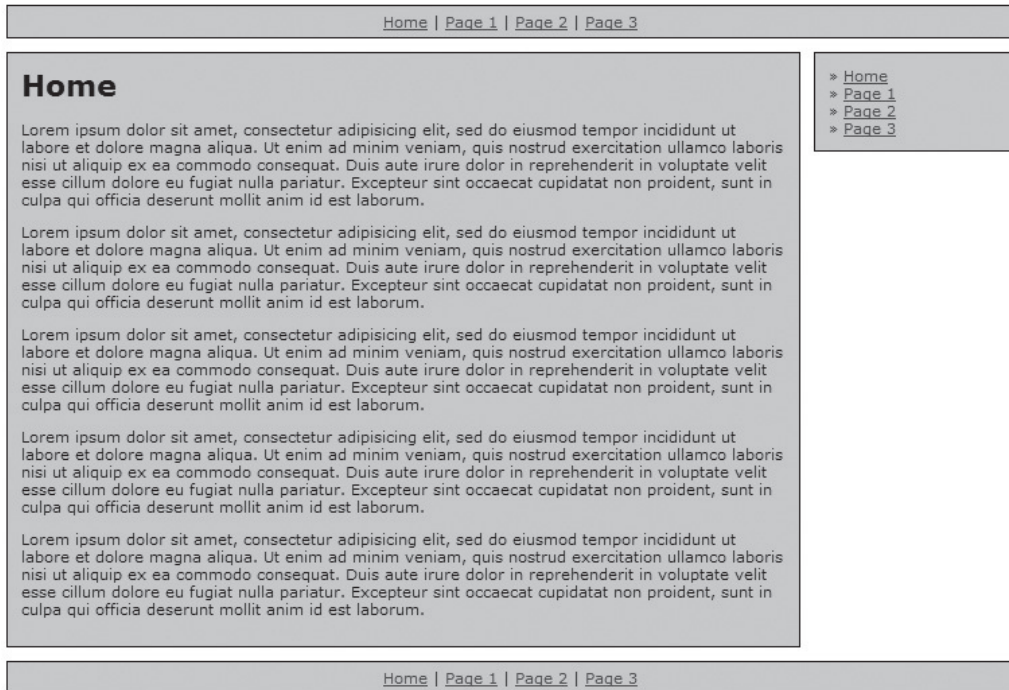 Home | Page 1 | Page 2 | Page 3
Home
Lorem ipsum dolor sit amet, consectetur adipisicing elit, sed do eiusmod tempor incididunt ut
labore et dolore magna aliqua. Ut enim ad minim veniam, quis nostrud exercitation ullamco laboris
nisi ut aliquip ex ea commodo consequat. Duis aute irure dolor in reprehenderit in voluptate velit
esse cillum dolore eu fugiat nulla pariatur. Excepteur sint occaecat cupidatat non proident, sunt in
culpa qui officia deserunt mollit anim id est laborum.
Lorem ipsum dolor sit amet, consectetur adipisicing elit, sed do eiusmod tempor incididunt ut
labore et dolore magna aliqua. Ut enim ad minim veniam, quis nostrud exercitation ullamco laboris
nisi ut aliquip ex ea commodo consequat. Duis aute irure dolor in reprehenderit in voluptate velit
esse cillum dolore eu fugiat nulla pariatur. Excepteur sint occaecat cupidatat non proident, sunt in
culpa qui officia deserunt mollit anim id est laborum.
Lorem ipsum dolor sit amet, consectetur adipisicing elit, sed do eiusmod tempor incididunt ut
labore et dolore magna aliqua. Ut enim ad minim veniam, quis nostrud exercitation ullamco laboris
nisi ut aliquip ex ea commodo consequat. Duis aute irure dolor in reprehenderit in voluptate velit
esse cillum dolore eu fugiat nulla pariatur. Excepteur sint occaecat cupidatat non proident, sunt in
culpa qui officia deserunt mollit anim id est laborum.
Lorem ipsum dolor sit amet, consectetur adipisicing elit, sed do eiusmod tempor incididunt ut
labore et dolore magna aliqua. Ut enim ad minim veniam, quis nostrud exercitation ullamco laboris
nisi ut aliquip ex ea commodo consequat. Duis aute irure dolor in reprehenderit in voluptate velit
esse cillum dolore eu fugiat nulla pariatur. Excepteur sint occaecat cupidatat non proident, sunt in
culpa qui officia deserunt mollit anim id est laborum.
Lorem ipsum dolor sit amet, consectetur adipisicing elit, sed do eiusmod tempor incididunt ut
labore et dolore magna aliqua. Ut enim ad minim veniam, quis nostrud exercitation ullamco laboris
nisi ut aliquip ex ea commodo consequat. Duis aute irure dolor in reprehenderit in voluptate velit
esse cillum dolore eu fugiat nulla pariatur. Excepteur sint occaecat cupidatat non proident, sunt in
culpa qui officia deserunt mollit anim id est laborum.
» Home
» Page 1
» Page 2
» Page 3
Home | Page 1 | Page 2 | Page 3